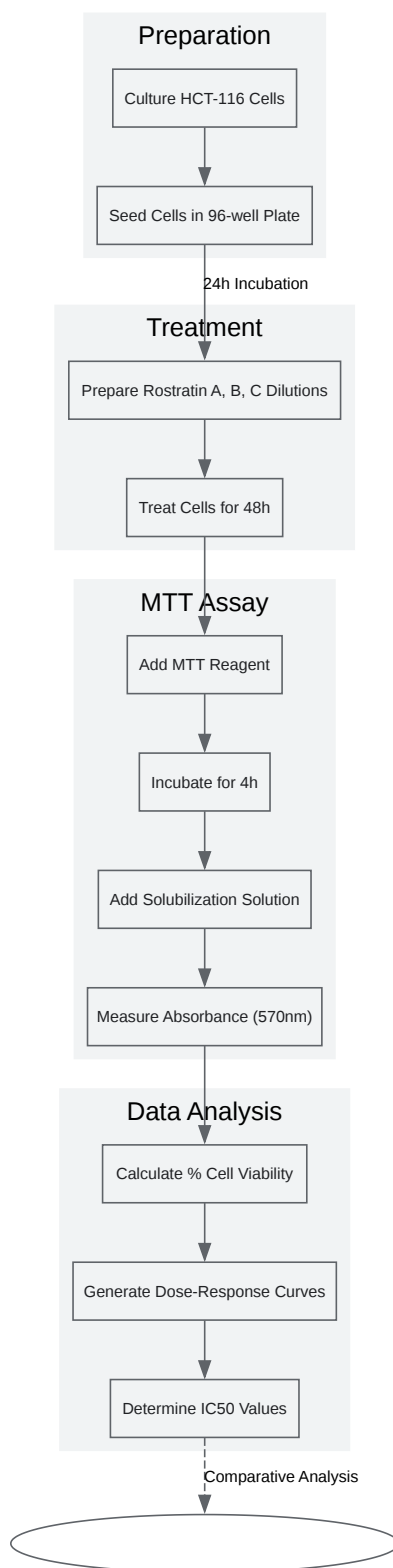 Preparation
Culture HCT-116 Cells
Seed Cells in 96-well Plate
24h Incubation
Treatment
Prepare Rostratin A, B, C Dilutions
Treat Cells for 48h
MTT Assay
Add MTT Reagent
Incubate for 4h
Add Solubilization Solution
Measure Absorbance (570nm)
Data Analysis
Calculate % Cell Viability
Generate Dose-Response Curves
Determine IC50 Values
Comparative Analysis